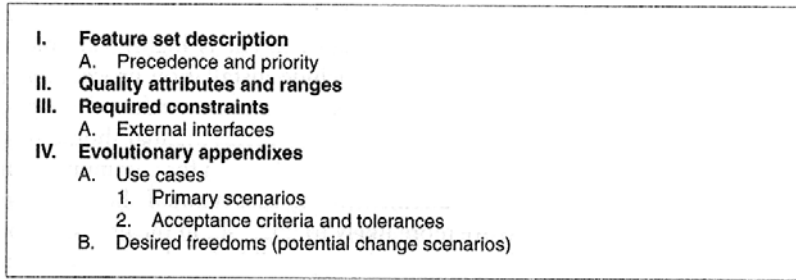 I. Feature set description
A. Precedence and priority
II. Quality attributes and ranges
III. Required constraints
A. External interfaces
IV. Evolutionary appendixes
A. Use cases
1. Primary scenarios
2. Acceptance criteria and tolerances
B. Desired freedoms (potential change scenarios)